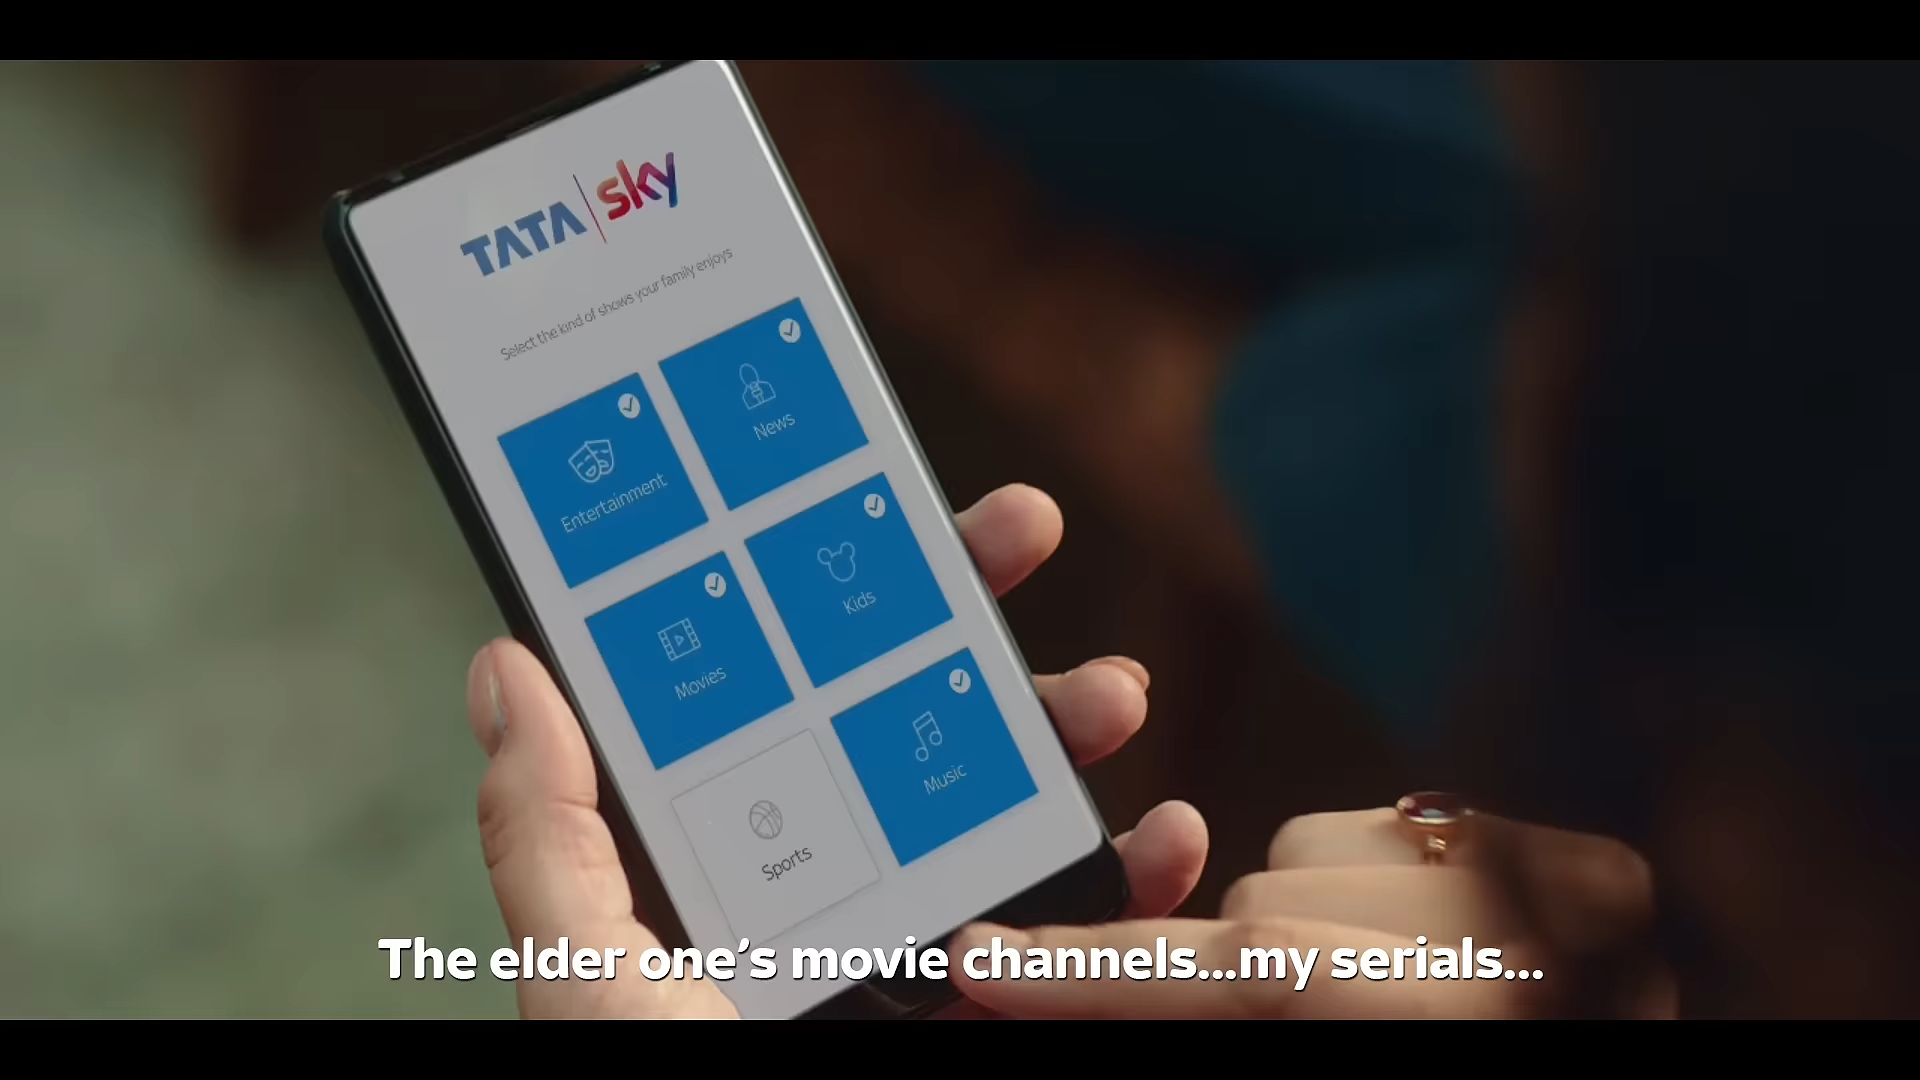 TATA sky
Select the kind of shows your family enjoys
Entertainment
News
Movies
Kids
Sports
Music
The elder one’s movie channels...my serials...